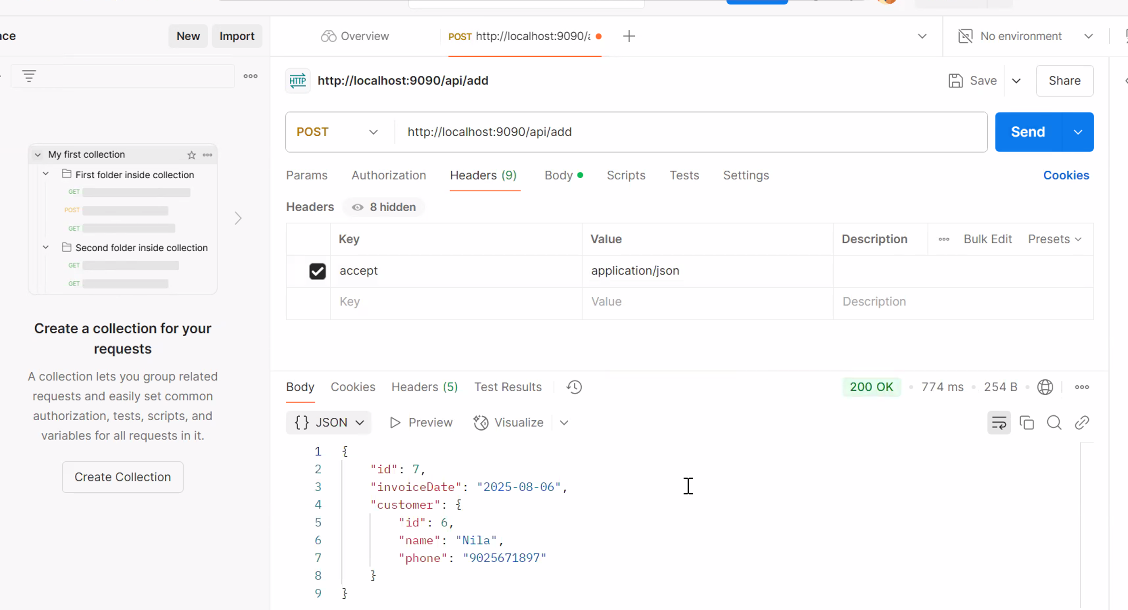 ce
New
Import
Overview
POST http://localhost:9090/a
No environment
HTTP
http://localhost:9090/api/add
Save
Share
POST
http://localhost:9090/api/add
Send
Params
Authorization
Headers (9)
Body
Scripts
Tests
Settings
Cookies
Headers
8 hidden
Key
Value
Description
Bulk Edit
Presets
accept
application/json
Key
Value
Description
My first collection
First folder inside collection
GET
POST
GET
Second folder inside collection
GET
GET
Create a collection for your
requests
A collection lets you group related
requests and easily set common
authorization, tests, scripts, and
variables for all requests in it.
Create Collection
Body
Cookies
Headers (5)
Test Results
200 OK
774 ms
254 B
{} JSON
Preview
Visualize
1 {
2 "id": 7,
3 "invoiceDate": "2025-08-06",
4 "customer": {
5 "id": 6,
6 "name": "Nila",
7 "phone": "9025671897"
8 }
9 }